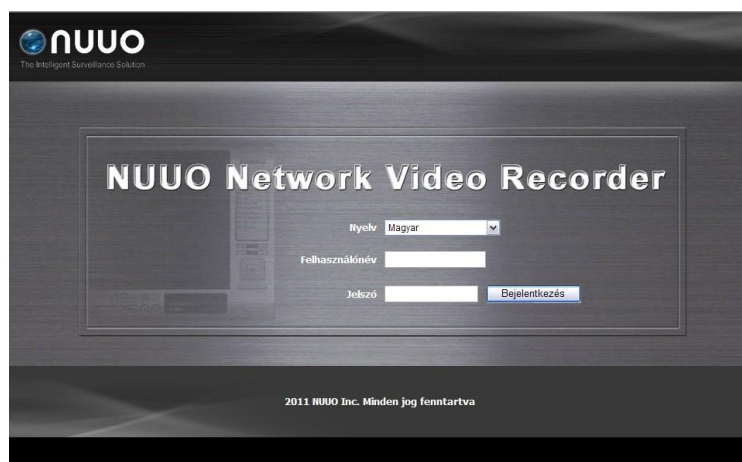 nuuo
The Intelligent Surveillance Solution
NUUO Network Video Recorder
Nyelv Magyar
Felhasználónév
Jelszó Bejelentkezés
2011 NUUO Inc. Minden jog fenntartva